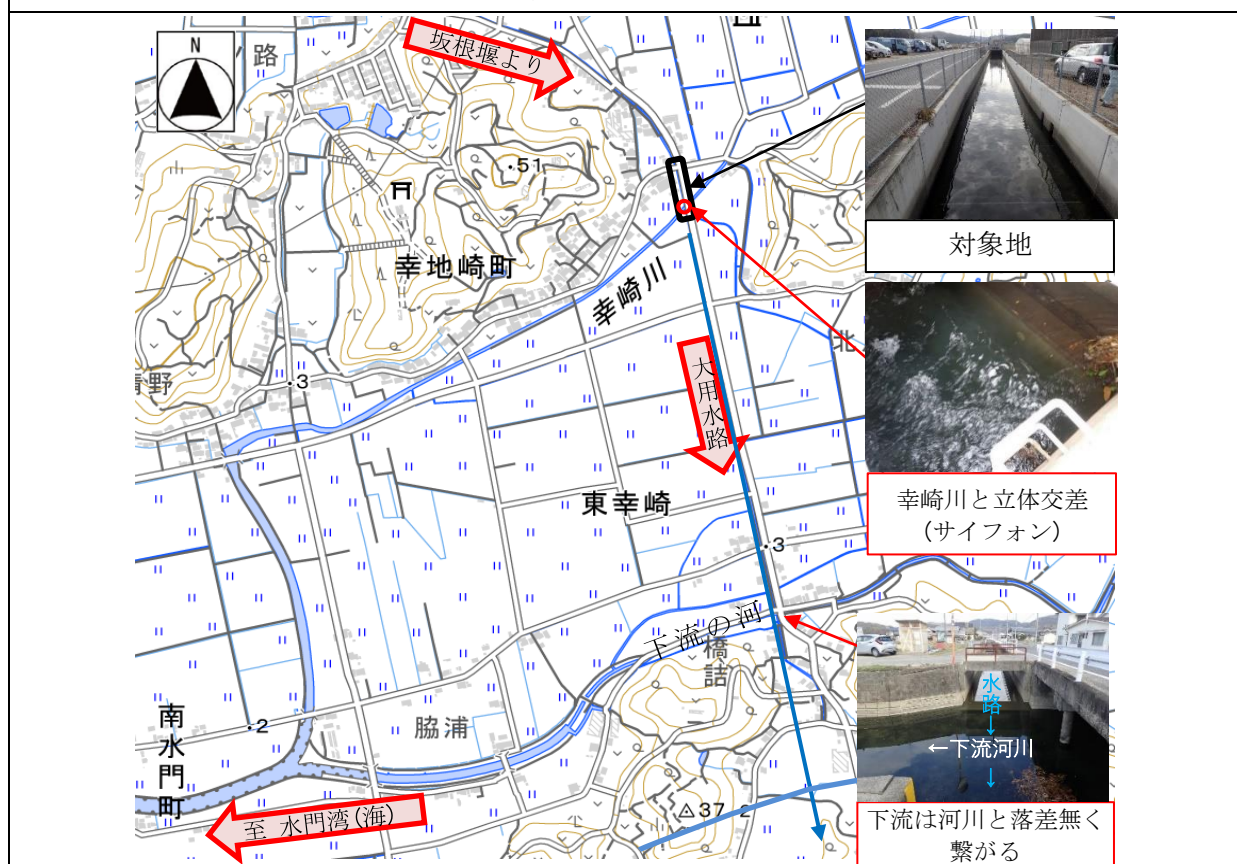 N
路
坂根堰より
51
幸地崎町
幸崎川
対象地
北
野
3
大用水路
幸崎川と立体交差
(サイフォン)
東幸崎
3
下流の河
橋詰
水路
←下流河川
南水門町
2
脇浦
至 水門湾(海)
37
2
下流は河川と落差無く
繋がる